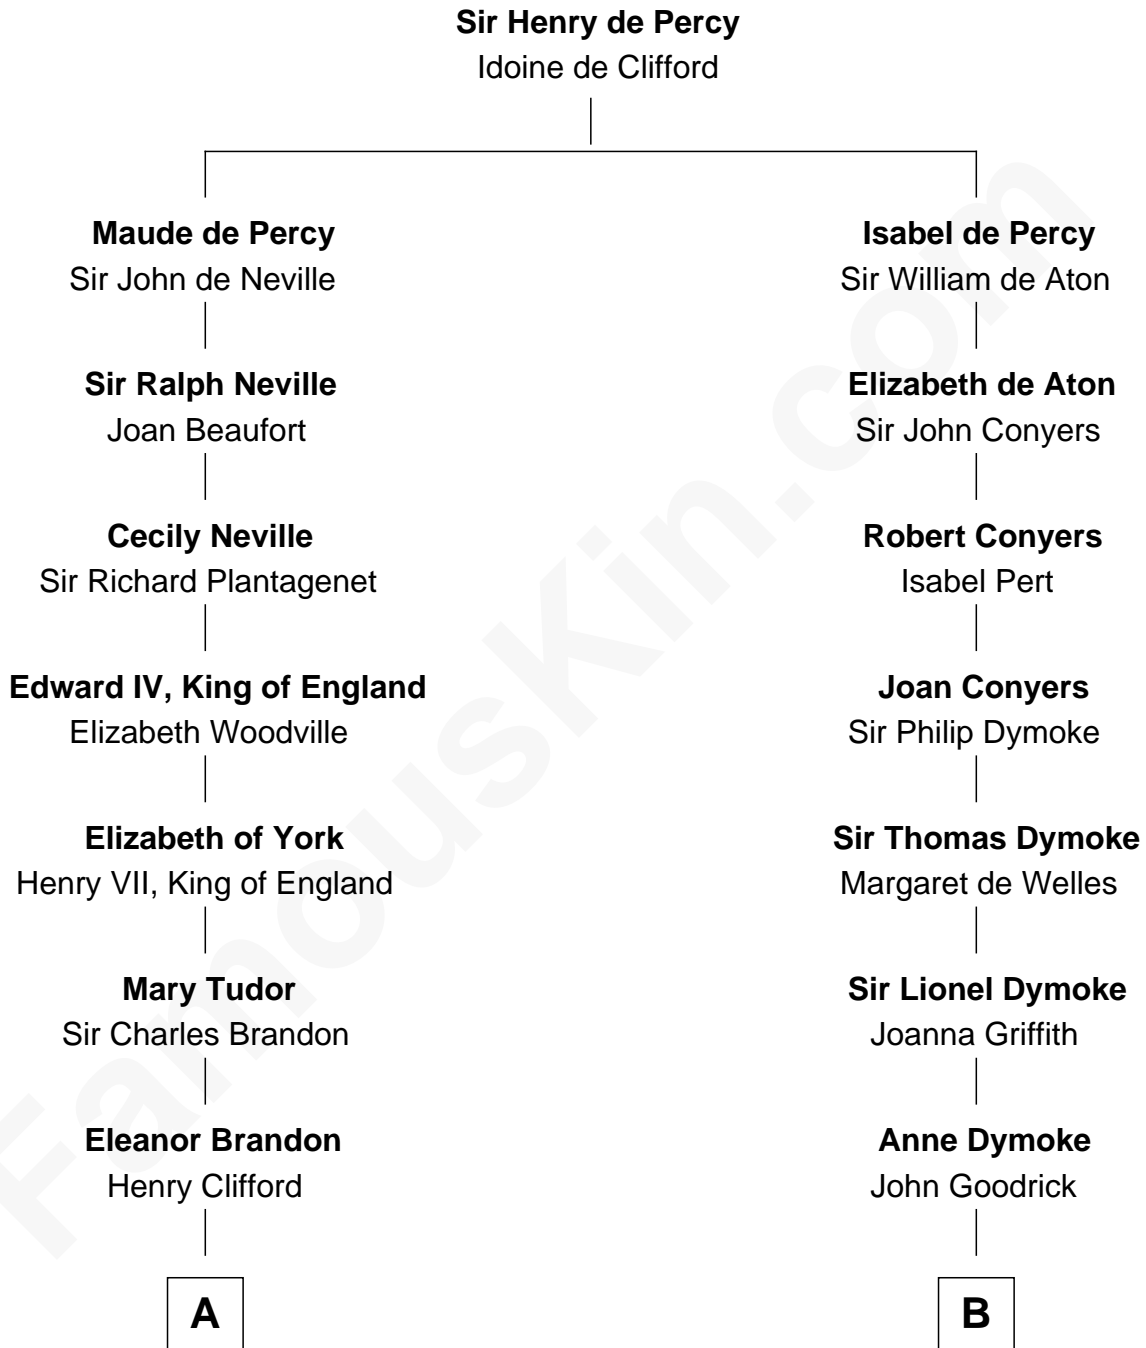 Sir Henry de Percy
Idoine de Clifford
Maude de Percy
Sir John de Neville
Isabel de Percy
Sir William de Aton
Sir Ralph Neville
Joan Beaufort
Elizabeth de Aton
Sir John Conyers
Cecily Neville
Sir Richard Plantagenet
Robert Conyers
Isabel Pert
Edward IV, King of England
Elizabeth Woodville
Joan Conyers
Sir Philip Dymoke
Elizabeth of York
Henry VII, King of England
Sir Thomas Dymoke
Margaret de Welles
Mary Tudor
Sir Charles Brandon
Sir Lionel Dymoke
Joanna Griffith
Eleanor Brandon
Henry Clifford
Anne Dymoke
John Goodrick
A
B
FamousKin.com